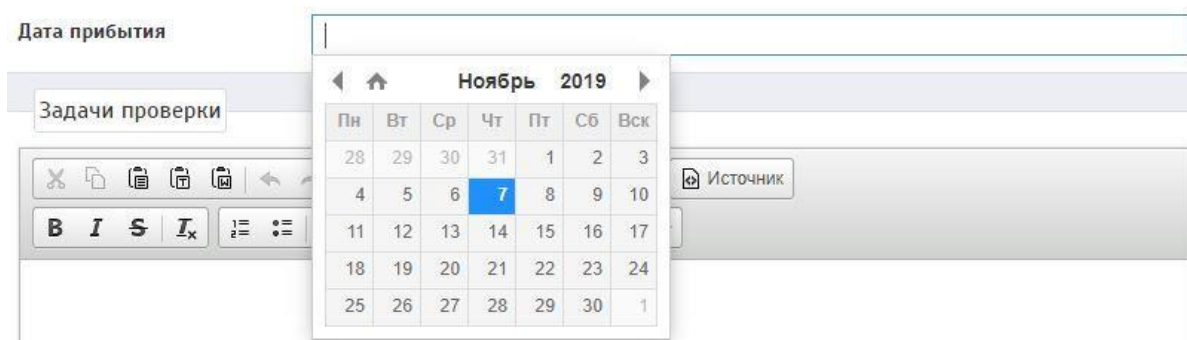 Дата прибытия
Ноябрь 2019
Задачи проверки
Пн Вт Ср Чт Пт Сб Вск
28 29 30 31 1 2 3
4 5 6 7 8 9 10
11 12 13 14 15 16 17
18 19 20 21 22 23 24
25 26 27 28 29 30 1
Источник
B I S Ix